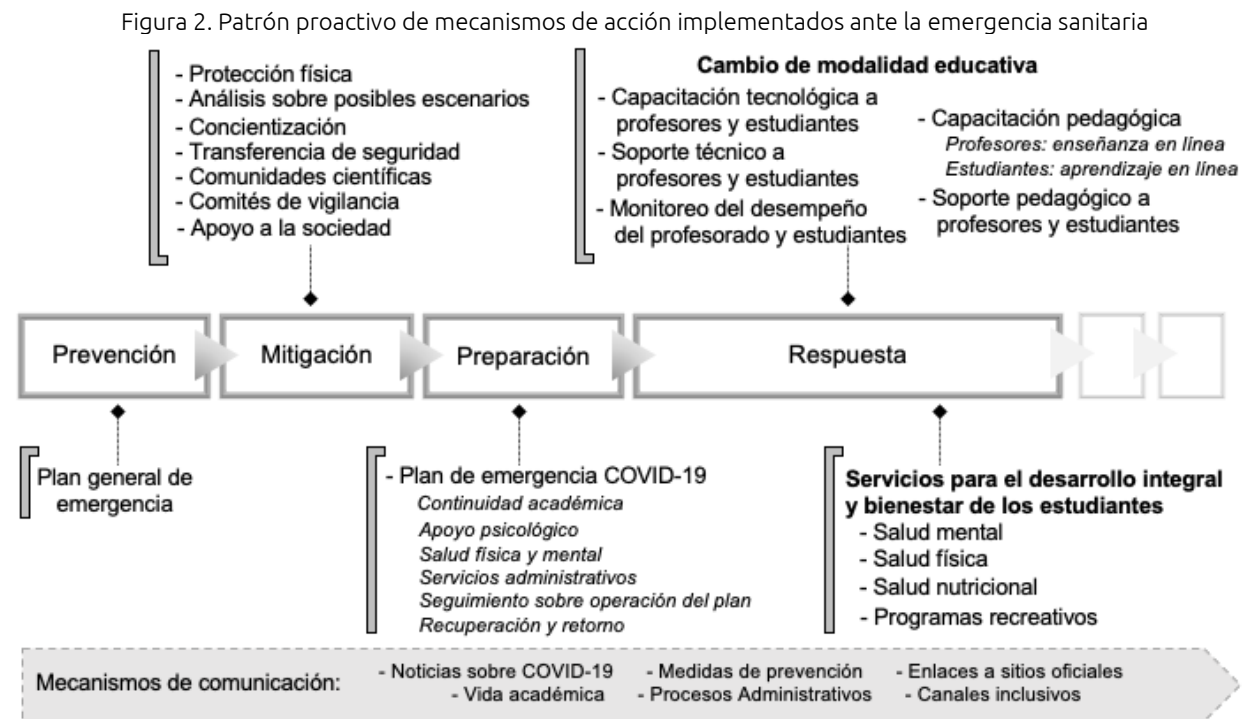 Figura 2. Patrón proactivo de mecanismos de acción implementados ante la emergencia sanitaria
- Protección física
- Análisis sobre posibles escenarios
- Concientización
- Transferencia de seguridad
- Comunidades científicas
- Comités de vigilancia
- Apoyo a la sociedad
Cambio de modalidad educativa
- Capacitación tecnológica a
profesores y estudiantes
- Soporte técnico a
profesores y estudiantes
- Monitoreo del desempeño
del profesorado y estudiantes
- Capacitación pedagógica
Profesores: enseñanza en línea
Estudiantes: aprendizaje en línea
- Soporte pedagógico a
profesores y estudiantes
Prevención
Mitigación
Preparación
Respuesta
Plan general de
emergencia
- Plan de emergencia COVID-19
Continuidad académica
Apoyo psicológico
Salud física y mental
Servicios administrativos
Seguimiento sobre operación del plan
Recuperación y retorno
Servicios para el desarrollo integral
y bienestar de los estudiantes
- Salud mental
- Salud física
- Salud nutricional
- Programas recreativos
Mecanismos de comunicación:
- Noticias sobre COVID-19
- Medidas de prevención
- Enlaces a sitios oficiales
- Vida académica
- Procesos Administrativos
- Canales inclusivos